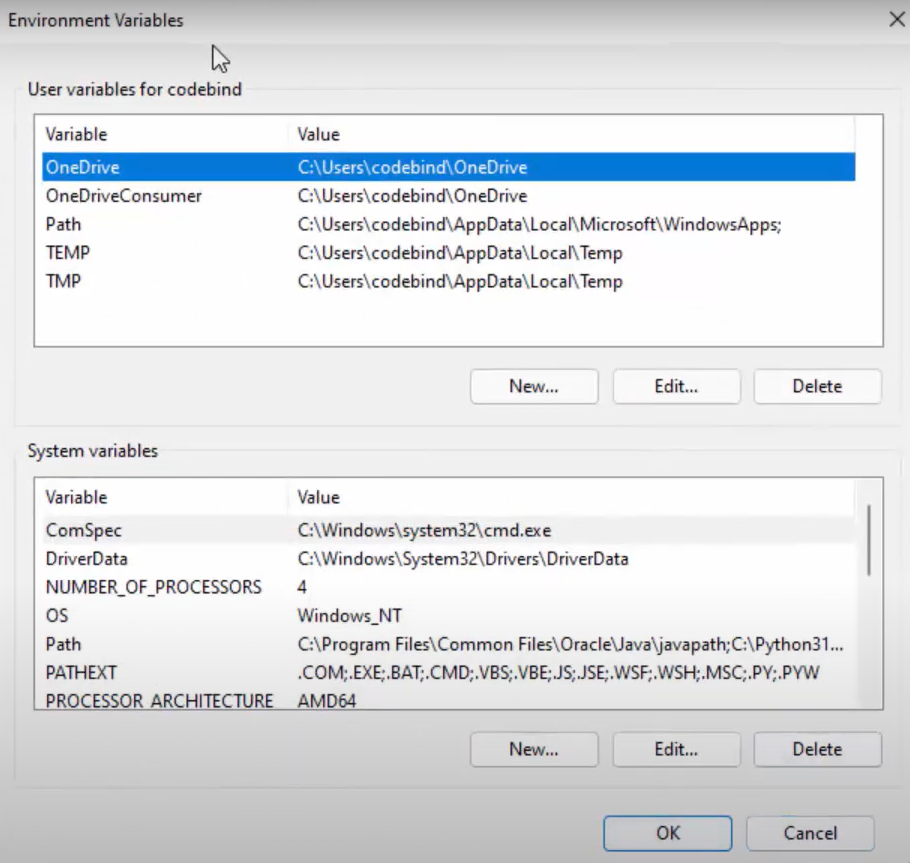 Environment Variables
User variables for codebind
Variable Value
OneDrive C:\Users\codebind\OneDrive
OneDriveConsumer C:\Users\codebind\OneDrive
Path C:\Users\codebind\AppData\Local\Microsoft\WindowsApps;
TEMP C:\Users\codebind\AppData\Local\Temp
TMP C:\Users\codebind\AppData\Local\Temp
New... Edit... Delete
System variables
Variable Value
ComSpec C:\Windows\system32\cmd.exe
DriverData C:\Windows\System32\Drivers\DriverData
NUMBER_OF_PROCESSORS 4
OS Windows_NT
Path C:\Program Files\Common Files\Oracle\Java\javapath;C:\Python31...
PATHEXT .COM;.EXE;.BAT;.CMD;.VBS;.VBE;.JS;.JSE;.WSF;.WSH;.MSC;.PY;.PYW
PROCESSOR_ARCHITECTURE AMD64
New... Edit... Delete
OK Cancel